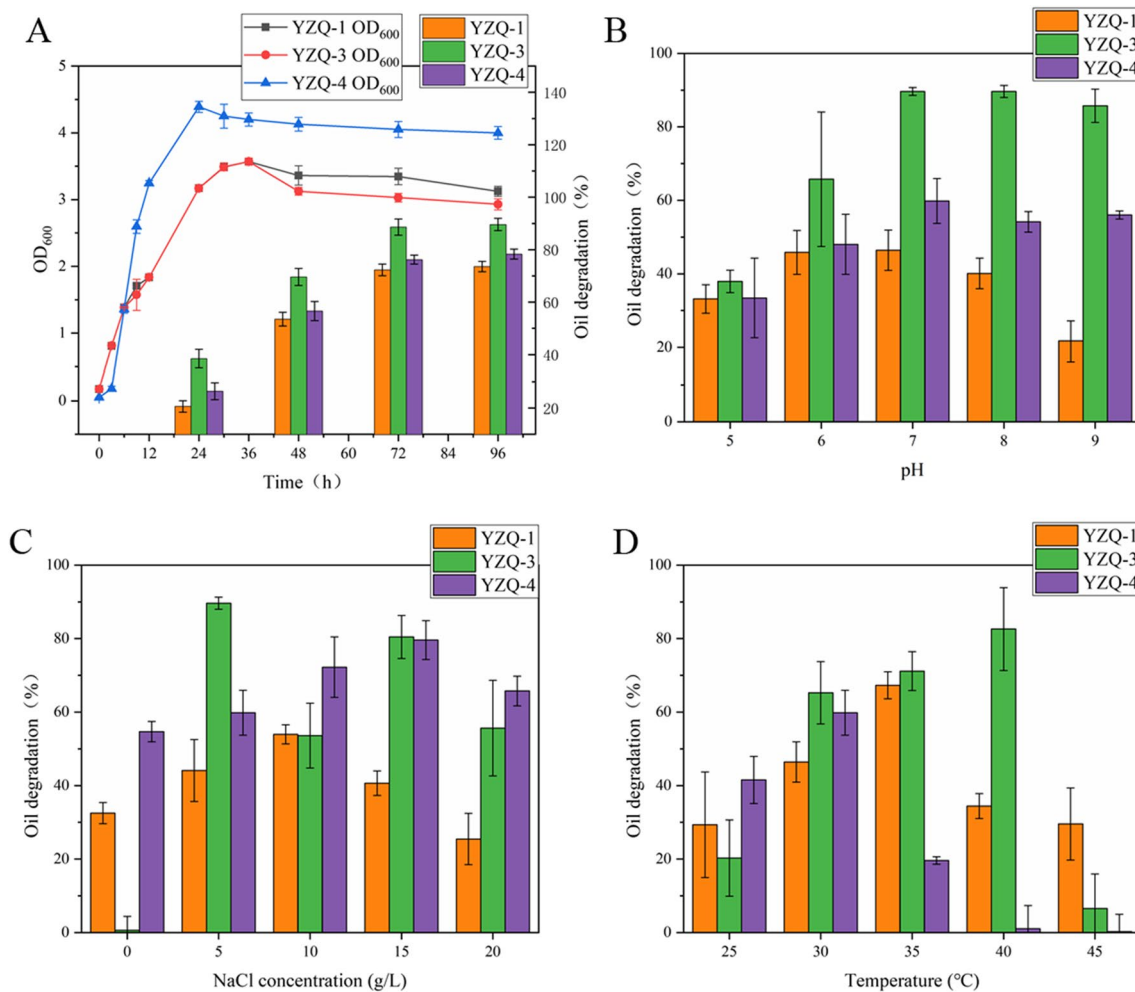 A
YZQ-1 OD600
YZQ-3 OD600
YZQ-4 OD600
YZQ-1
YZQ-3
YZQ-4
OD600
5
4
3
2
1
0
140
120
100
80
60
40
20
Oil degradation (%)
0 12 24 36 48 60 72 84 96
Time (h)
B
YZQ-1
YZQ-3
YZQ-4
Oil degradation (%)
100
80
60
40
20
0
5 6 7 8 9
pH
C
YZQ-1
YZQ-3
YZQ-4
Oil degradation (%)
100
80
60
40
20
0
0 5 10 15 20
NaCl concentration (g/L)
D
YZQ-1
YZQ-3
YZQ-4
Oil degradation (%)
100
80
60
40
20
0
25 30 35 40 45
Temperature (℃)